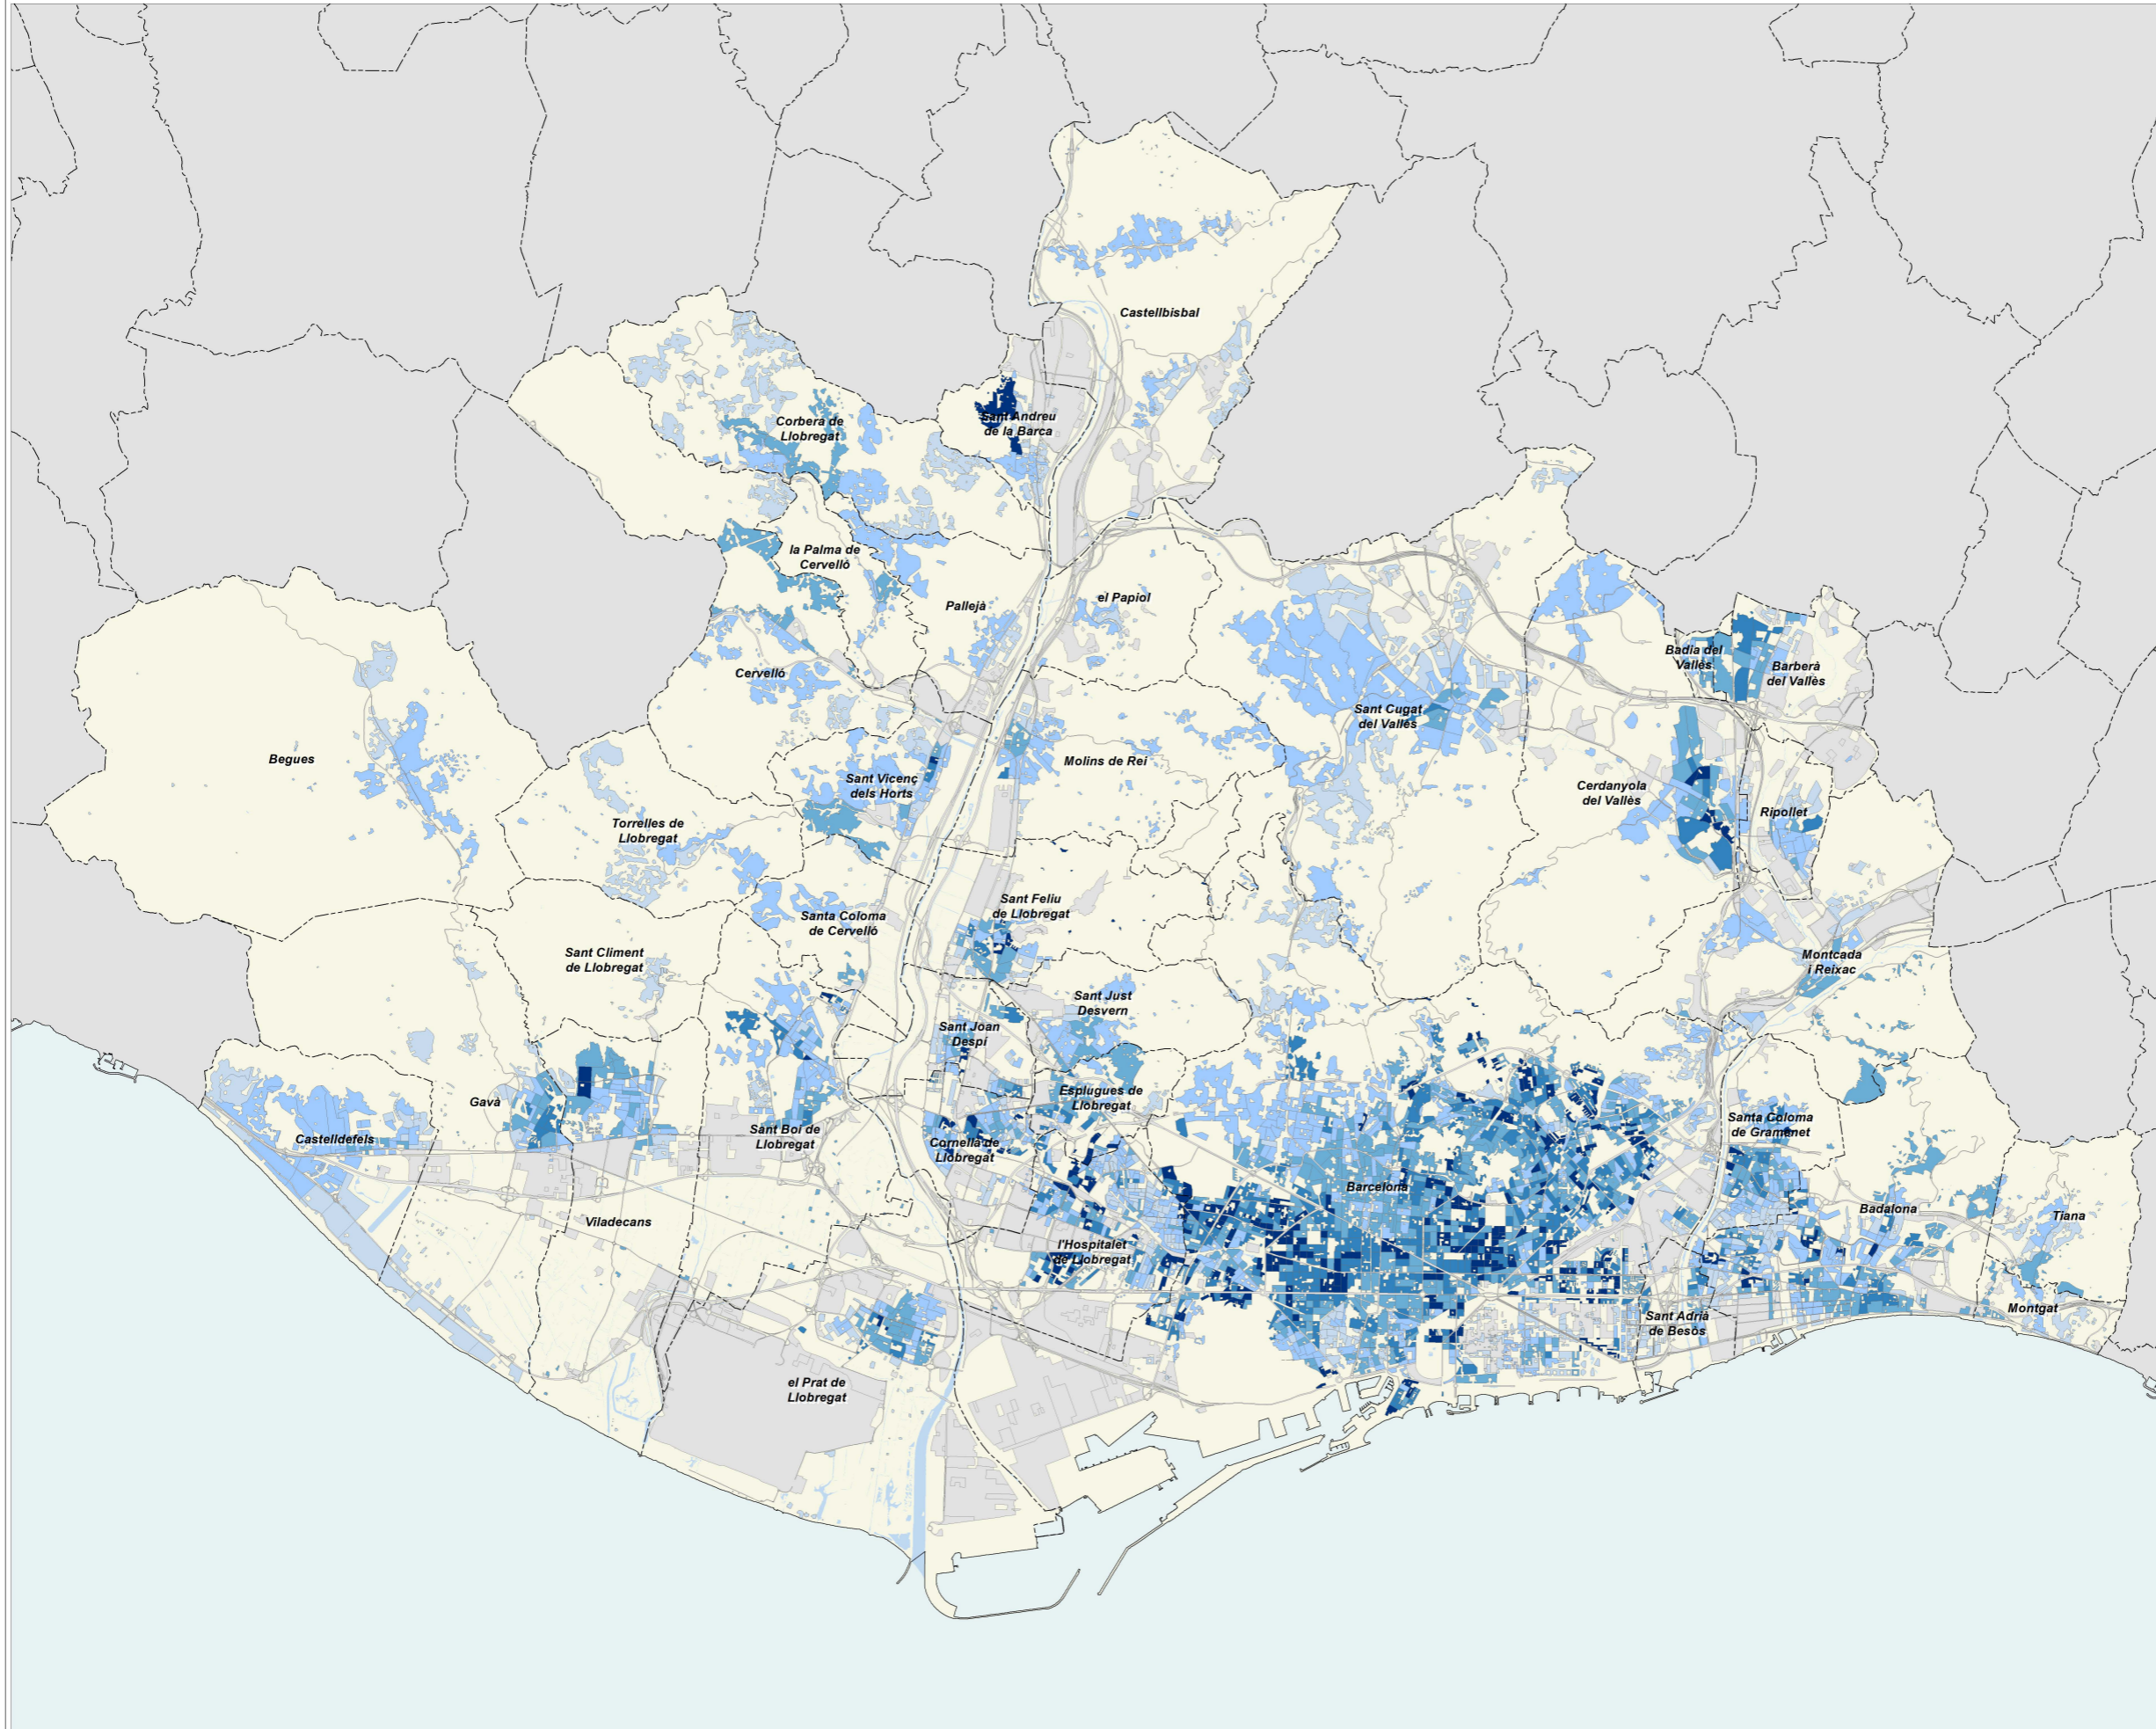 Castellbisbal
Sant Andreu
de la Barca
Corbera de
Llobregat
la Palma de
Cervelló
Pallejà
el Papiol
Badia del
Vallès
Barberà
del Vallès
Cervelló
Sant Cugat
del Vallès
Begues
Molins de Rei
Sant Vicenç
dels Horts
Cerdanyola
del Vallès
Ripollet
Torrelles de
Llobregat
Sant Feliu
de Llobregat
Santa Coloma
de Cervelló
Sant Climent
de Llobregat
Montcada
i Reixac
Sant Just
Desvern
Sant Joan
Despí
Esplugues de
Llobregat
Gavà
Castelldefels
Sant Boi de
Llobregat
Cornellà de
Llobregat
Santa Coloma
de Gramenet
Barcelona
Badalona
Tiana
Viladecans
l'Hospitalet
de Llobregat
Montgat
Sant Adrià
de Besòs
el Prat de
Llobregat